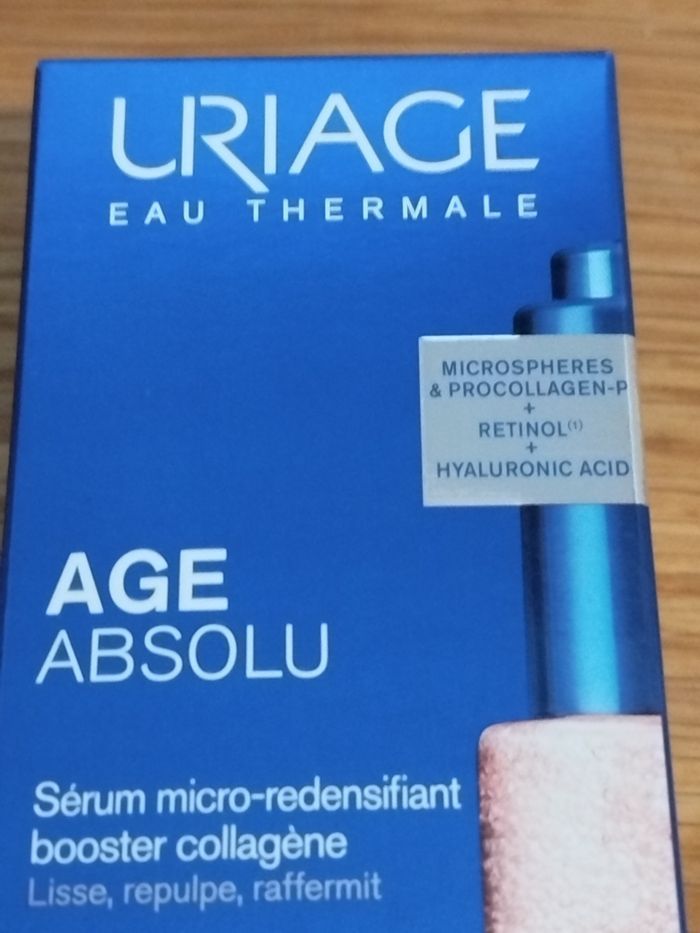 URIAGE
EAU THERMALE
MICROSPHERES
& PROCOLLAGEN-P
+
RETINOL(1)
+
HYALURONIC ACID
AGE
ABSOLU
Sérum micro-redensifiant
booster collagène
Lisse, repulpe, raffermit